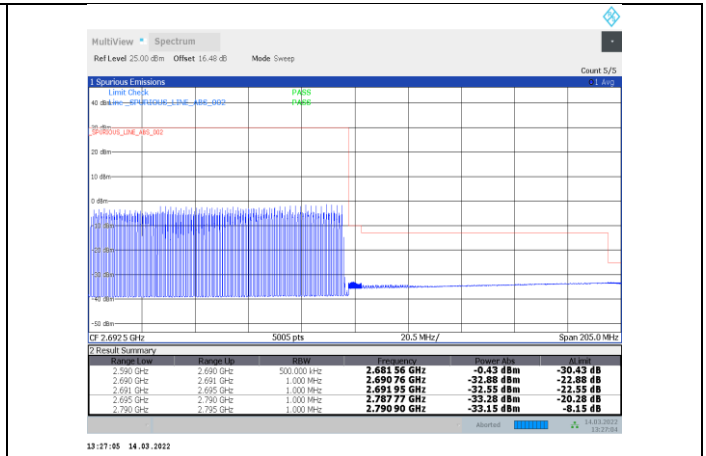 MultiView Spectrum
Ref Level 25.00 dBm Offset 16.48 dB Mode Sweep
Count 5/5
1 Spurious Emissions 1 Avg
Limit Check PASS
40 dBm Line _SPURIOUS_LINE_ABS_002 PASS
30 dBm
_SPURIOUS_LINE_ABS_002
20 dBm
10 dBm
0 dBm
-10 dBm
-20 dBm
-30 dBm
-40 dBm
-50 dBm
CF 2.6925 GHz 5005 pts 20.5 MHz/ Span 205.0 MHz
2 Result Summary
Range Low Range Up RBW Frequency Power Abs ΔLimit
2.590 GHz 2.690 GHz 500.000 kHz 2.681 56 GHz -0.43 dBm -30.43 dB
2.690 GHz 2.691 GHz 1.000 MHz 2.690 76 GHz -32.88 dBm -22.88 dB
2.691 GHz 2.695 GHz 1.000 MHz 2.691 95 GHz -32.55 dBm -22.55 dB
2.695 GHz 2.790 GHz 1.000 MHz 2.787 77 GHz -33.28 dBm -20.28 dB
2.790 GHz 2.795 GHz 1.000 MHz 2.790 90 GHz -33.15 dBm -8.15 dB
Aborted 14.03.2022
13:27:04
13:27:05 14.03.2022